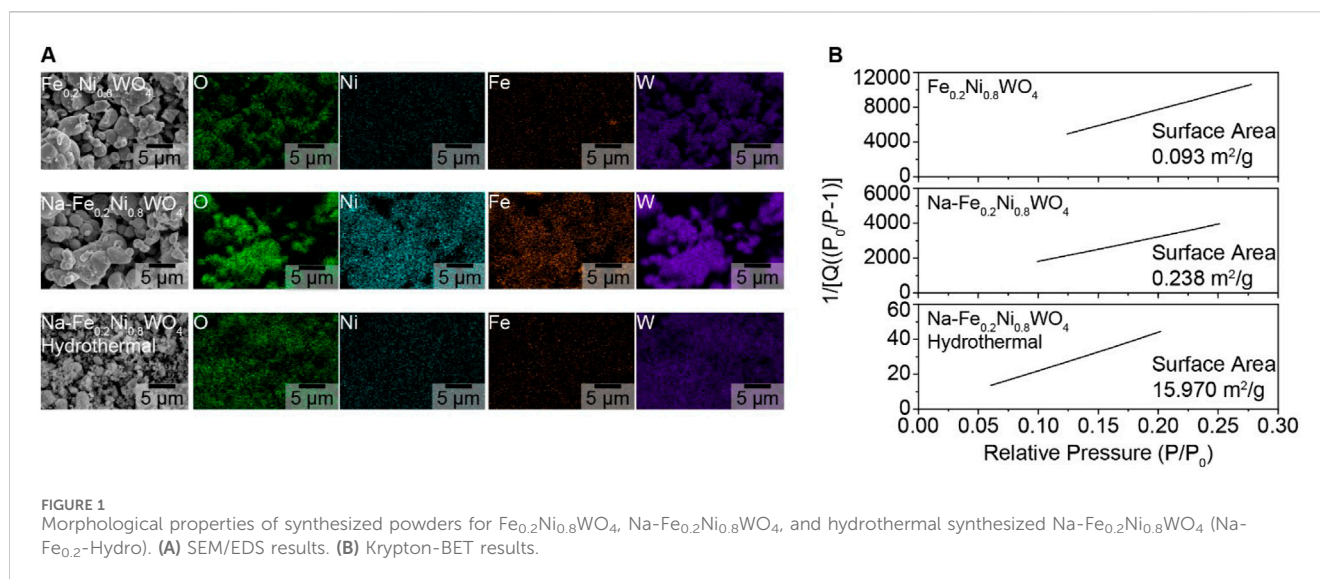 A
Fe0.2Ni0.8WO4
5 μm
O
5 μm
Ni
5 μm
Fe
5 μm
W
5 μm
Na-Fe0.2Ni0.8WO4
5 μm
O
5 μm
Ni
5 μm
Fe
5 μm
W
5 μm
Na-Fe0.2Ni0.8WO4
Hydrothermal
5 μm
O
5 μm
Ni
5 μm
Fe
5 μm
W
5 μm
B
1/[Q((P0/P-1)]
12000
8000
4000
0
Fe0.2Ni0.8WO4
Surface Area
0.093 m²/g
6000
4000
2000
0
Na-Fe0.2Ni0.8WO4
Surface Area
0.238 m²/g
60
40
20
0
Na-Fe0.2Ni0.8WO4
Hydrothermal
Surface Area
15.970 m²/g
0.00 0.05 0.10 0.15 0.20 0.25 0.30
Relative Pressure (P/P0)
FIGURE 1
Morphological properties of synthesized powders for Fe0.2Ni0.8WO4, Na-Fe0.2Ni0.8WO4, and hydrothermal synthesized Na-Fe0.2Ni0.8WO4 (Na-
Fe0.2-Hydro). (A) SEM/EDS results. (B) Krypton-BET results.